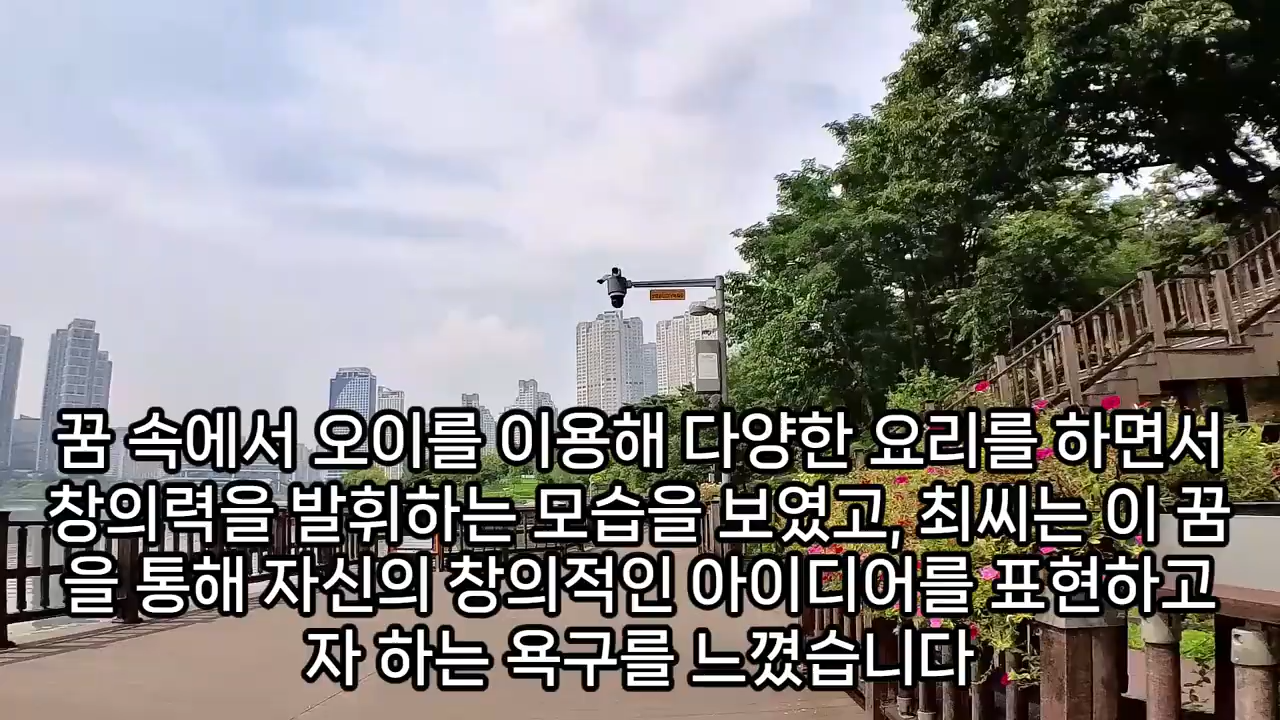 꿈 속에서 오이를 이용해 다양한 요리를 하면서
창의력을 발휘하는 모습을 보였고, 최씨는 이 꿈
을 통해 자신의 창의적인 아이디어를 표현하고
자 하는 욕구를 느꼈습니다